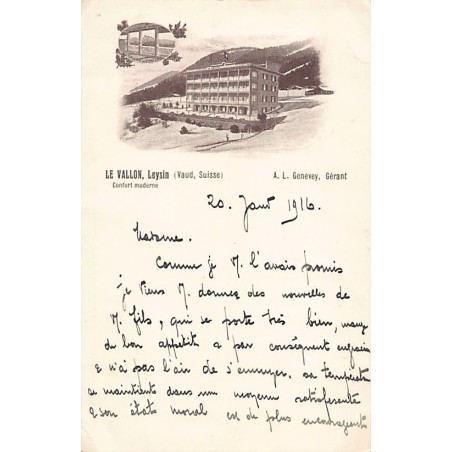 LE VALLON, Leysin (Vaud, Suisse)
A. L. Genevey, Gérant
Confort moderne
20. Janv 1916.
Madame.
Comme je V. l'avais promis
je viens V. donner des nouvelles de
V. fils, qui se porte très bien, mange
de bon appétit & par conséquent engraisse
& n'a pas l'air de s'ennuyer. sa température
se maintient dans une moyenne satisfaisante
& son état moral est de plus encourageants